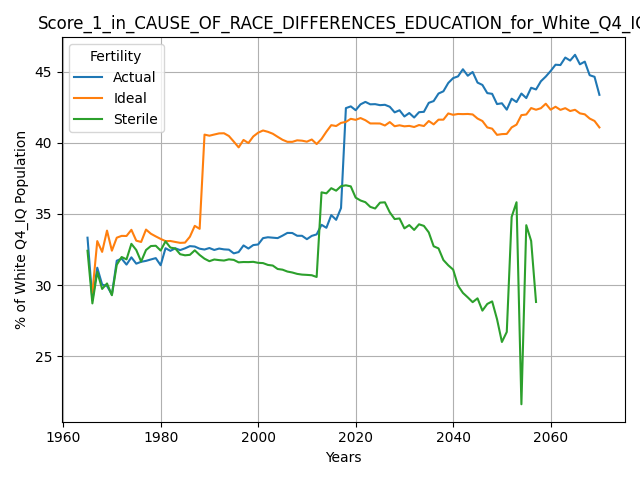 Score_1_in_CAUSE_OF_RACE_DIFFERENCES_EDUCATION_for_White_Q4_IQ
Fertility
Actual
Ideal
Sterile
45
40
35
30
25
% of White Q4_IQ Population
1960
1980
2000
2020
2040
2060
Years